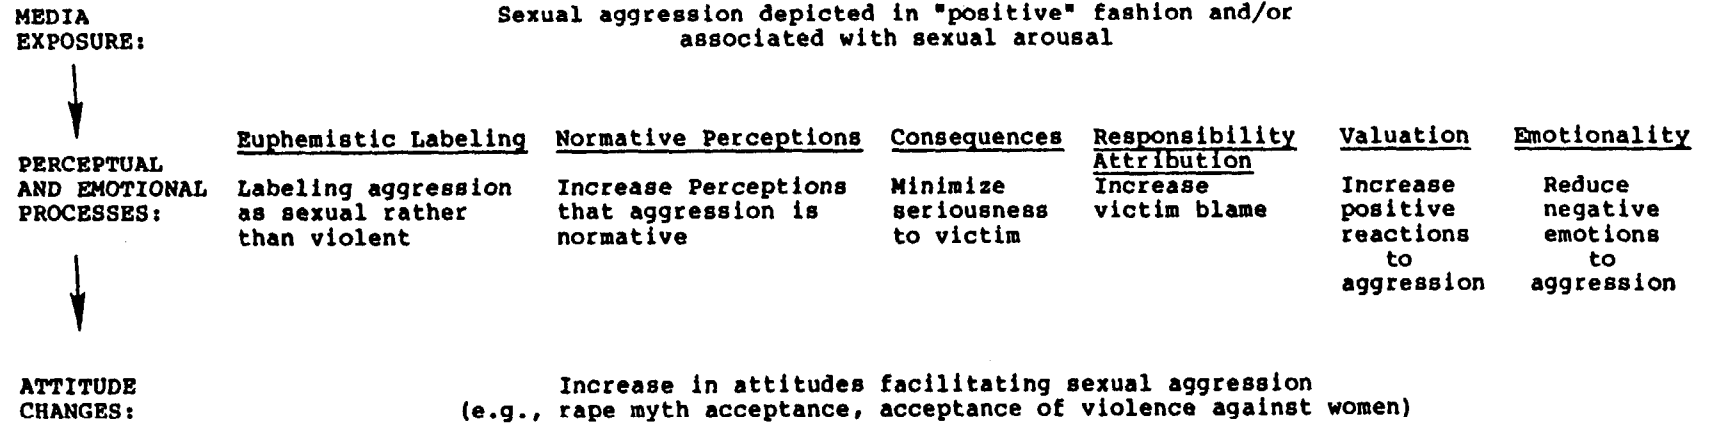 MEDIA
EXPOSURE:
Sexual aggression depicted in "positive" fashion and/or
associated with sexual arousal
PERCEPTUAL
AND EMOTIONAL
PROCESSES:
Euphemistic Labeling
Labeling aggression
as sexual rather
than violent
Normative Perceptions
Increase Perceptions
that aggression is
normative
Consequences
Minimize
seriousness
to victim
Responsibility
Attribution
Increase
victim blame
Valuation
Increase
positive
reactions
to
aggression
Emotionality
Reduce
negative
emotions
to
aggression
ATTITUDE
CHANGES:
Increase in attitudes facilitating sexual aggression
(e.g., rape myth acceptance, acceptance of violence against women)